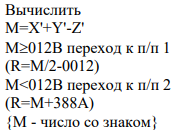 Вычислить
M=X'+Y'-Z'
M≥012B переход к п/п 1
(R=M/2-0012)
M<012B переход к п/п 2
(R=M+388A)
{M - число со знаком}